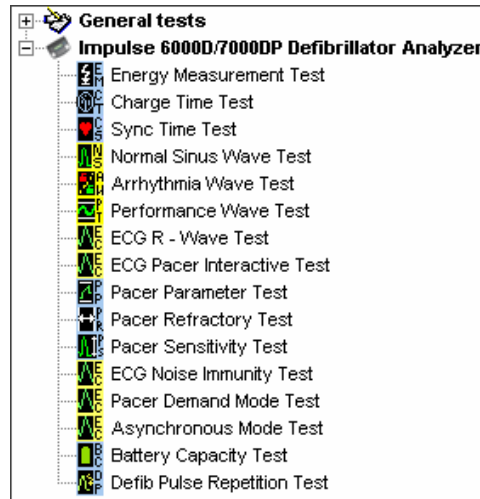 General tests
Impulse 6000D/7000DP Defibrillator Analyzer
Energy Measurement Test
Charge Time Test
Sync Time Test
Normal Sinus Wave Test
Arrhythmia Wave Test
Performance Wave Test
ECG R - Wave Test
ECG Pacer Interactive Test
Pacer Parameter Test
Pacer Refractory Test
Pacer Sensitivity Test
ECG Noise Immunity Test
Pacer Demand Mode Test
Asynchronous Mode Test
Battery Capacity Test
Defib Pulse Repetition Test